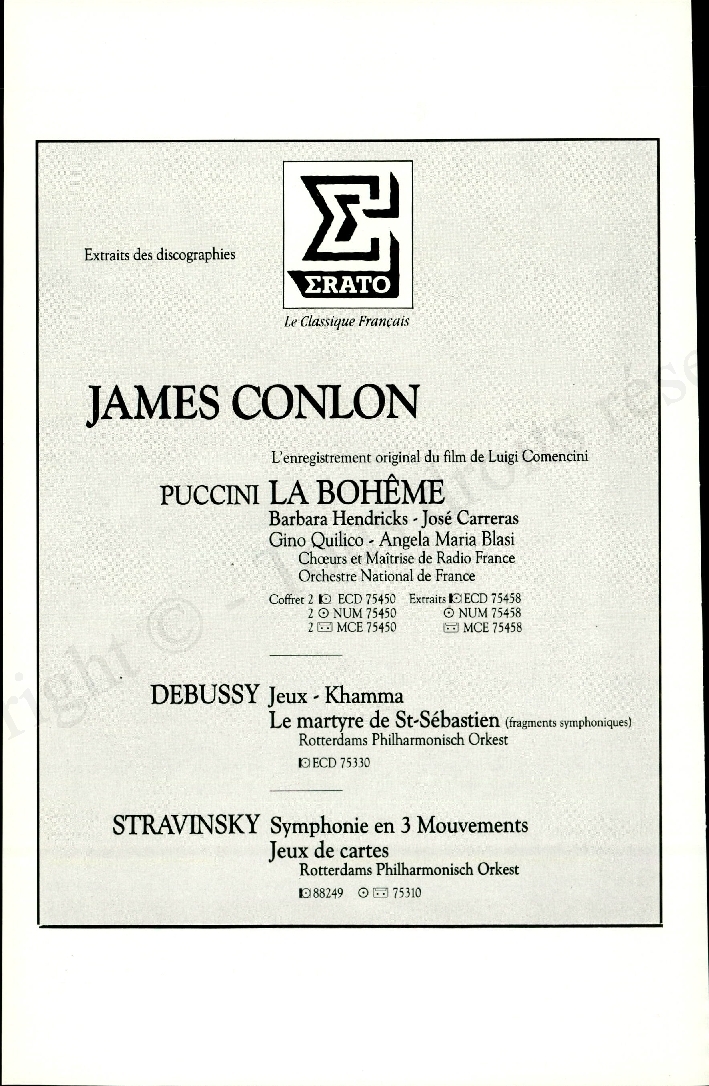 Extraits des discographies
ΣRATO
Le Classique Français
JAMES CONLON
L'enregistrement original du film de Luigi Comencini
PUCCINI LA BOHÊME
Barbara Hendricks - José Carreras
Gino Quilico - Angela Maria Blasi
Chœurs et Maîtrise de Radio France
Orchestre National de France
Coffret 2 ECD 75450 Extraits ECD 75458
2 NUM 75450 NUM 75458
2 MCE 75450 MCE 75458
DEBUSSY Jeux - Khamma
Le martyre de St-Sébastien (fragments symphoniques)
Rotterdams Philharmonisch Orkest
ECD 75330
STRAVINSKY Symphonie en 3 Mouvements
Jeux de cartes
Rotterdams Philharmonisch Orkest
88249 75310